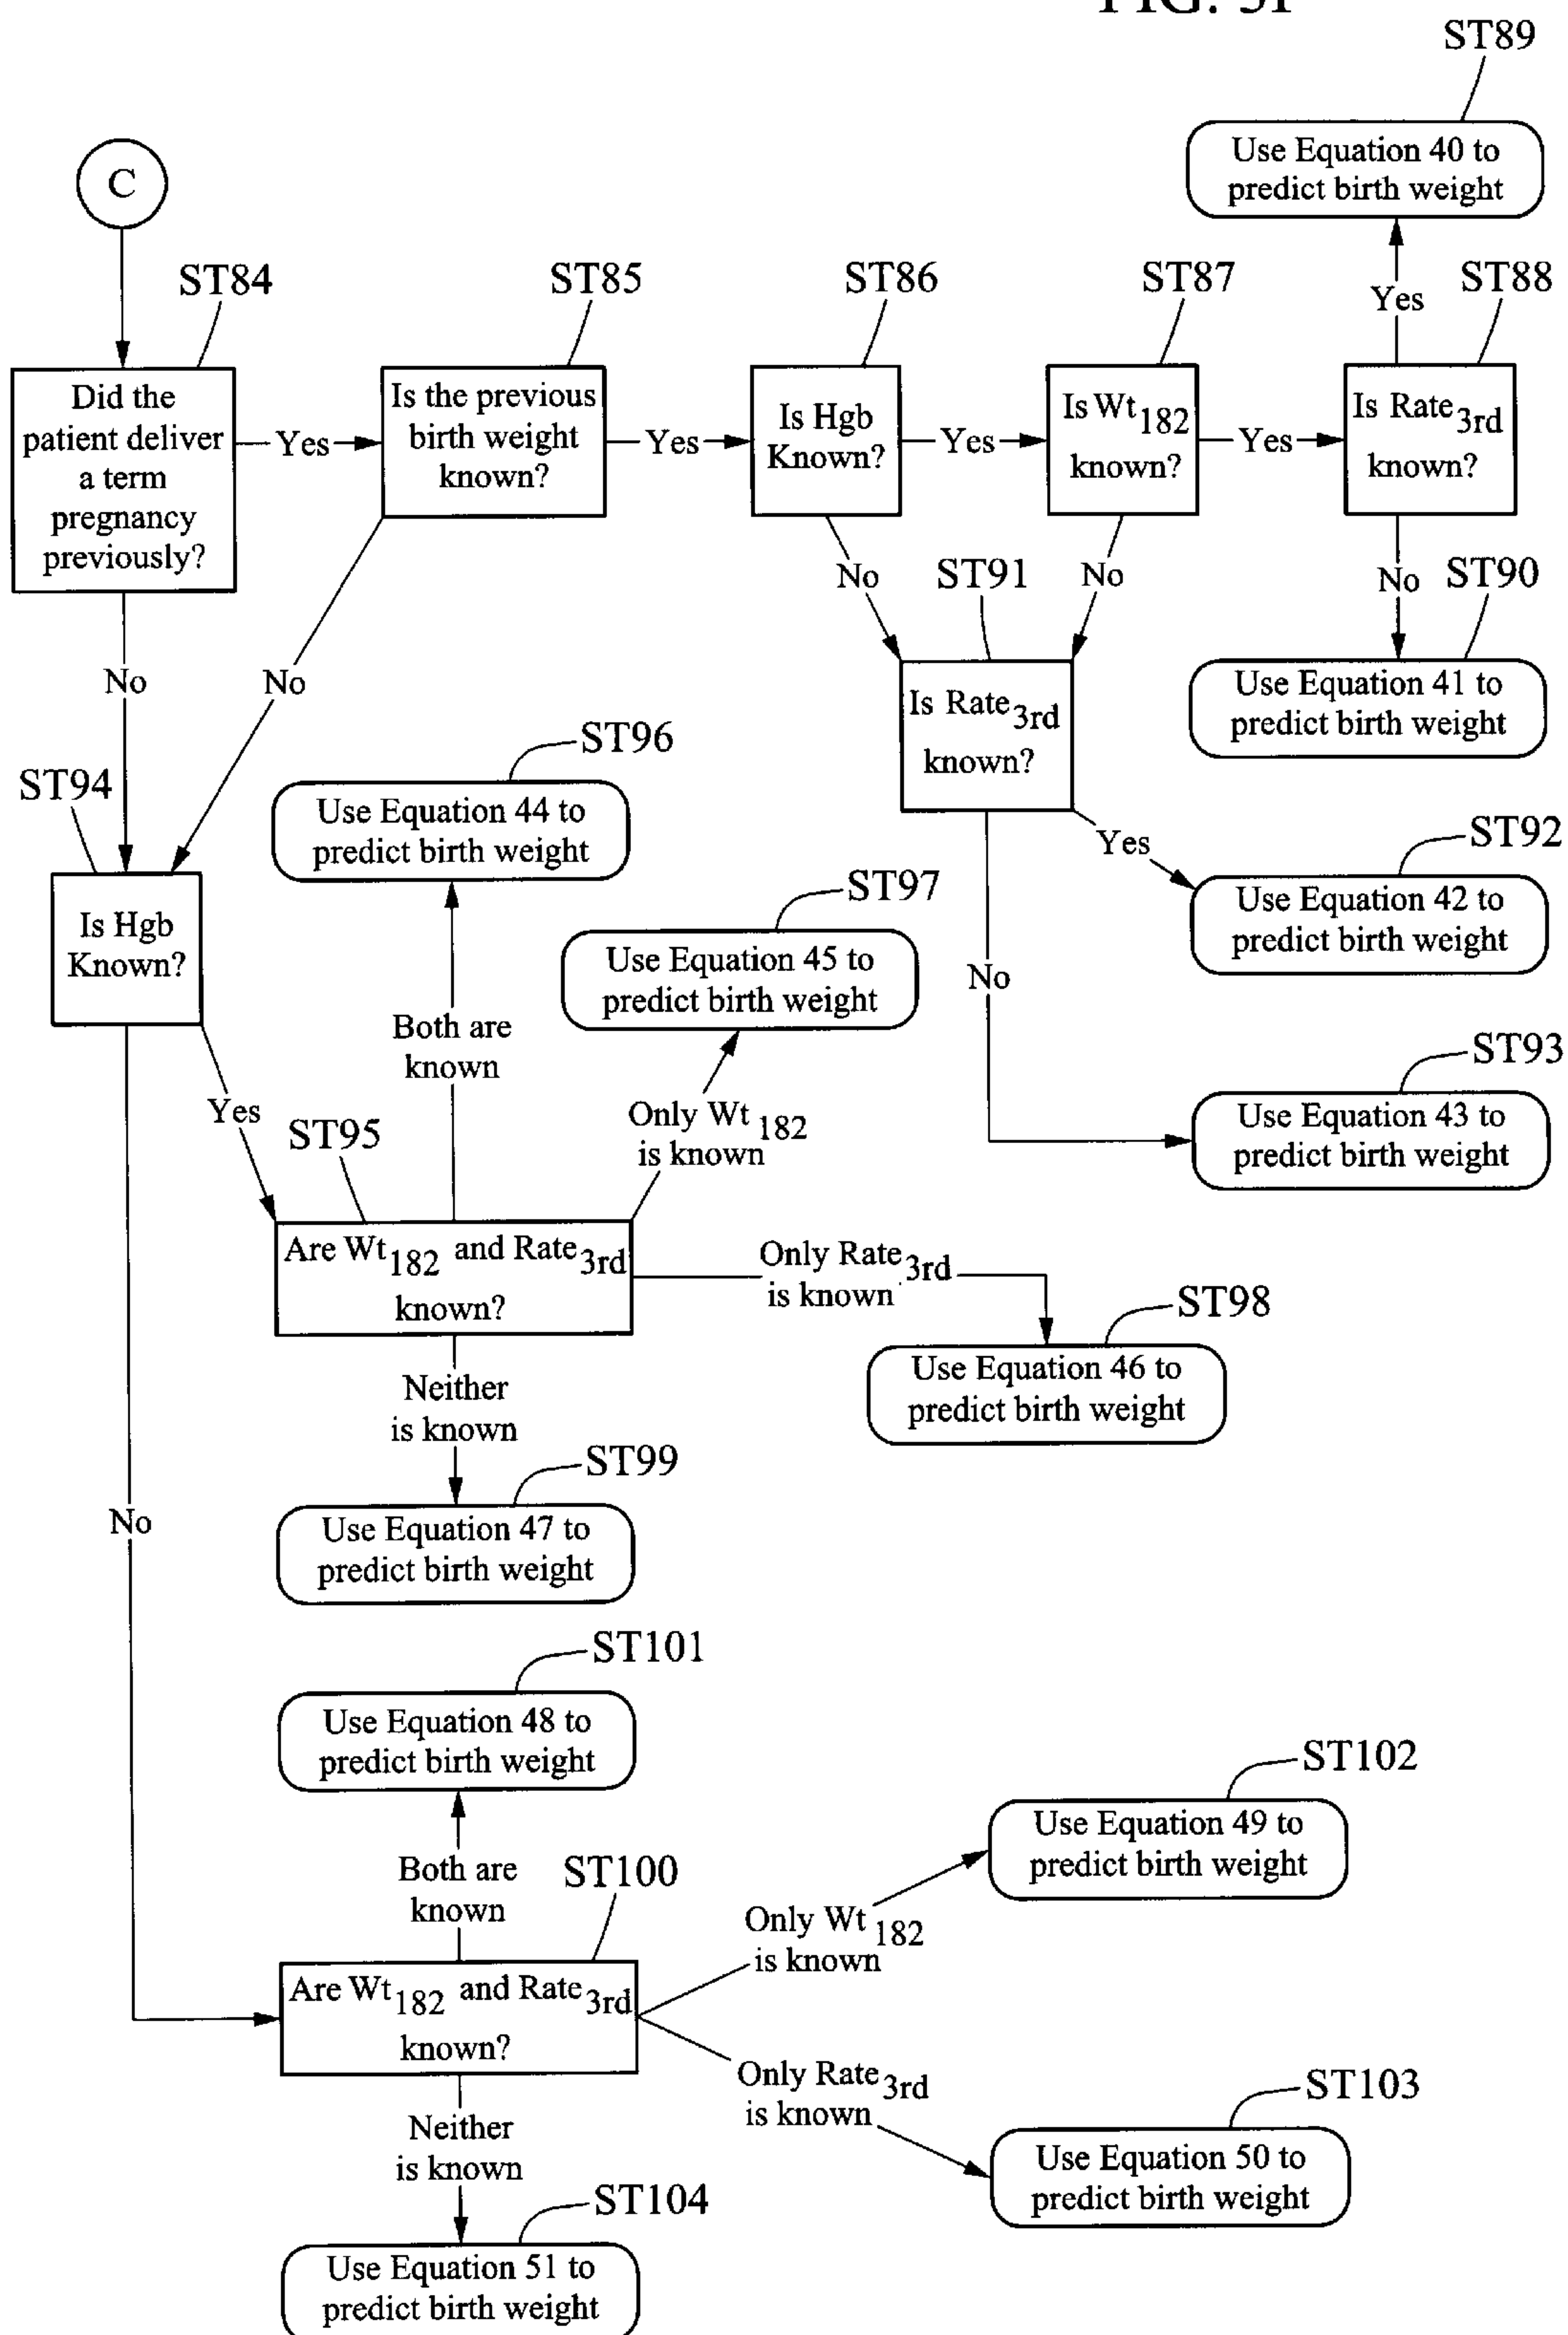 FIG. 3F
ST89
Use Equation 40 to
predict birth weight
C
ST84
ST85
ST86
ST87
Yes
ST88
Did the
patient deliver
a term
pregnancy
previously?
Yes
Is the previous
birth weight
known?
Yes
Is Hgb
Known?
Yes
Is Wt182
known?
Yes
Is Rate3rd
known?
No
No
No
ST91
No
No
ST90
Is Rate3rd
known?
Use Equation 41 to
predict birth weight
ST94
ST96
Use Equation 44 to
predict birth weight
Yes
ST92
Use Equation 42 to
predict birth weight
Is Hgb
Known?
ST97
Use Equation 45 to
predict birth weight
No
Both are
known
ST93
Use Equation 43 to
predict birth weight
Yes
ST95
Only Wt182
is known
Are Wt182 and Rate3rd
known?
Only Rate3rd
is known
ST98
Use Equation 46 to
predict birth weight
Neither
is known
ST99
No
Use Equation 47 to
predict birth weight
ST101
Use Equation 48 to
predict birth weight
ST102
Use Equation 49 to
predict birth weight
Both are
known
ST100
Only Wt182
is known
Are Wt182 and Rate3rd
known?
Only Rate3rd
is known
ST103
Use Equation 50 to
predict birth weight
Neither
is known
ST104
Use Equation 51 to
predict birth weight